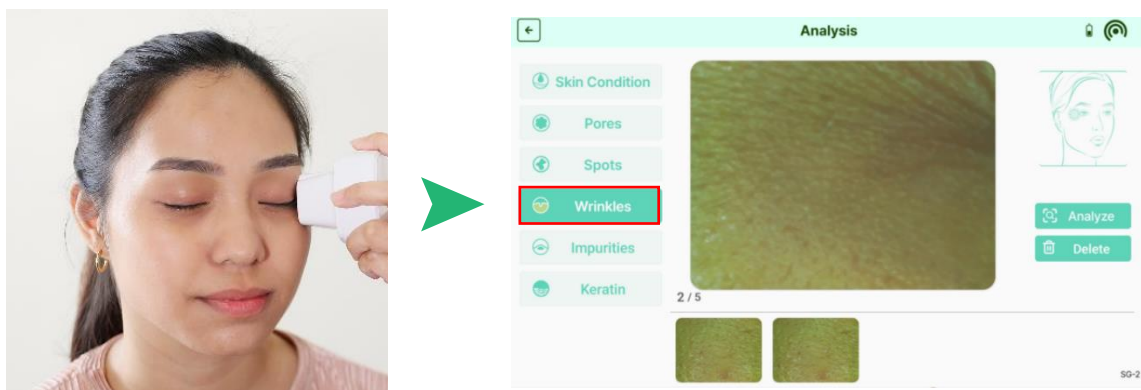 Analysis
Skin Condition
Pores
Spots
Wrinkles
Impurities
Keratin
2 / 5
Analyze
Delete
SG-2